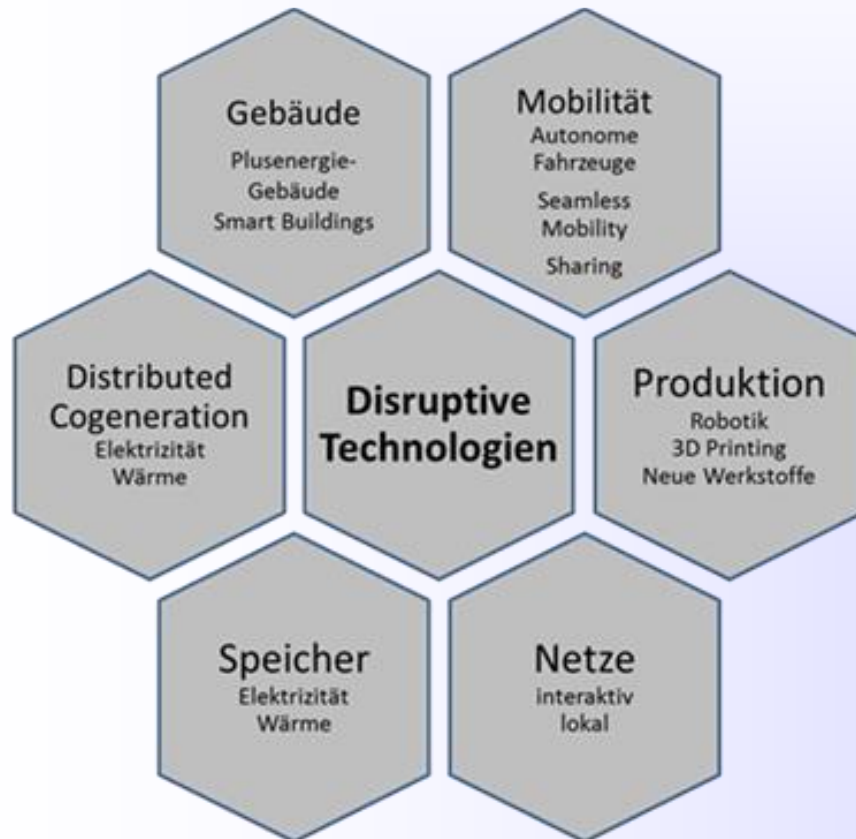 Gebäude
Plusenergie-
Gebäude
Smart Buildings
Mobilität
Autonome
Fahrzeuge
Seamless
Mobility
Sharing
Distributed
Cogeneration
Elektrizität
Wärme
Disruptive
Technologien
Produktion
Robotik
3D Printing
Neue Werkstoffe
Speicher
Elektrizität
Wärme
Netze
interaktiv
lokal